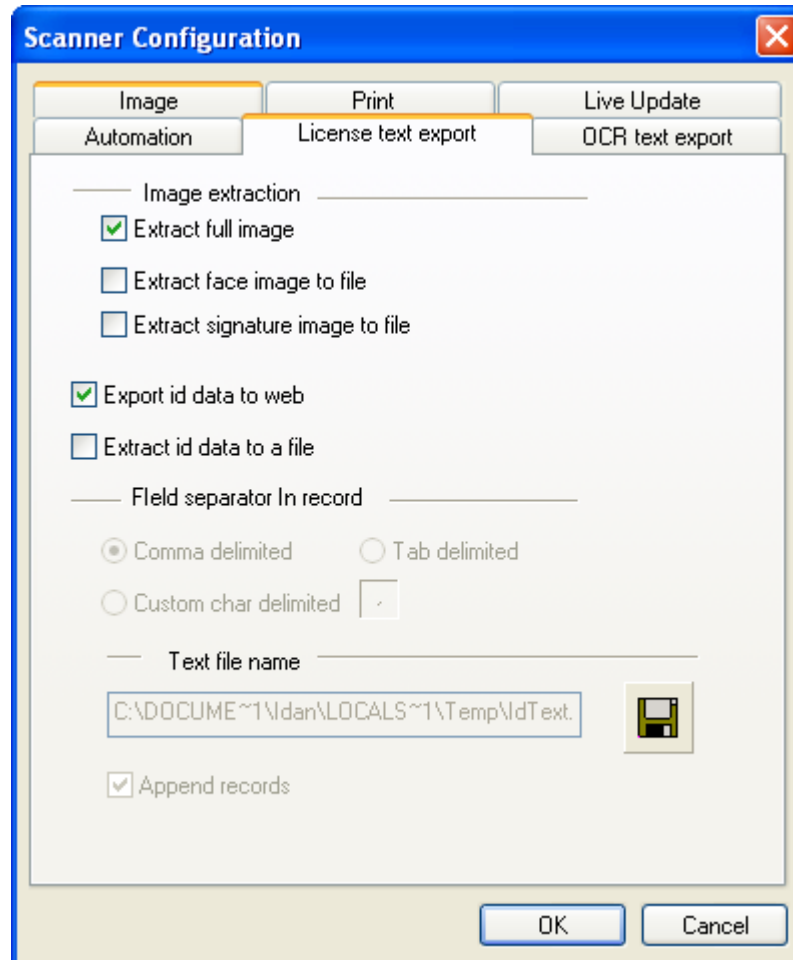 Scanner Configuration
Image Print Live Update
Automation License text export OCR text export
Image extraction
Extract full image
Extract face image to file
Extract signature image to file
Export id data to web
Extract id data to a file
FIeld separator In record
Comma delimited Tab delimited
Custom char delimited ,
Text file name
C:\DOCUME~1\Idan\LOCALS~1\Temp\IdText.
Append records
OK Cancel